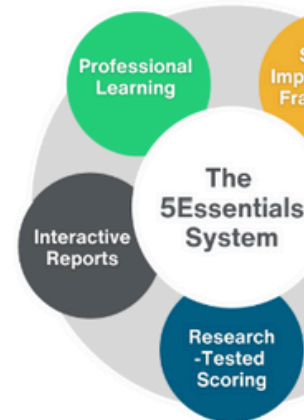 Professional
Learning
The
5Essentials
System
Interactive
Reports
Research
-Tested
Scoring